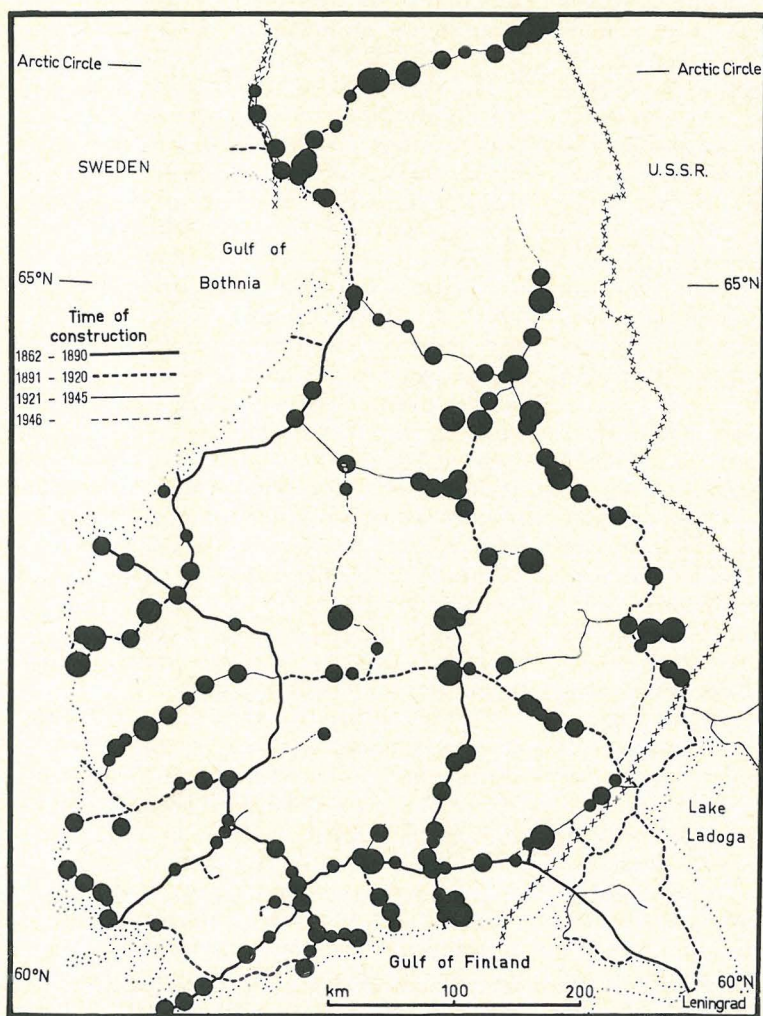 Arctic Circle
Arctic Circle
SWEDEN
U.S.S.R.
Gulf of
Bothnia
65°N
65°N
Time of
construction
1862 - 1890
1891 - 1920
1921 - 1945
1946 -
Lake
Ladoga
Gulf of Finland
60°N
60°N
km 100 200
Leningrad